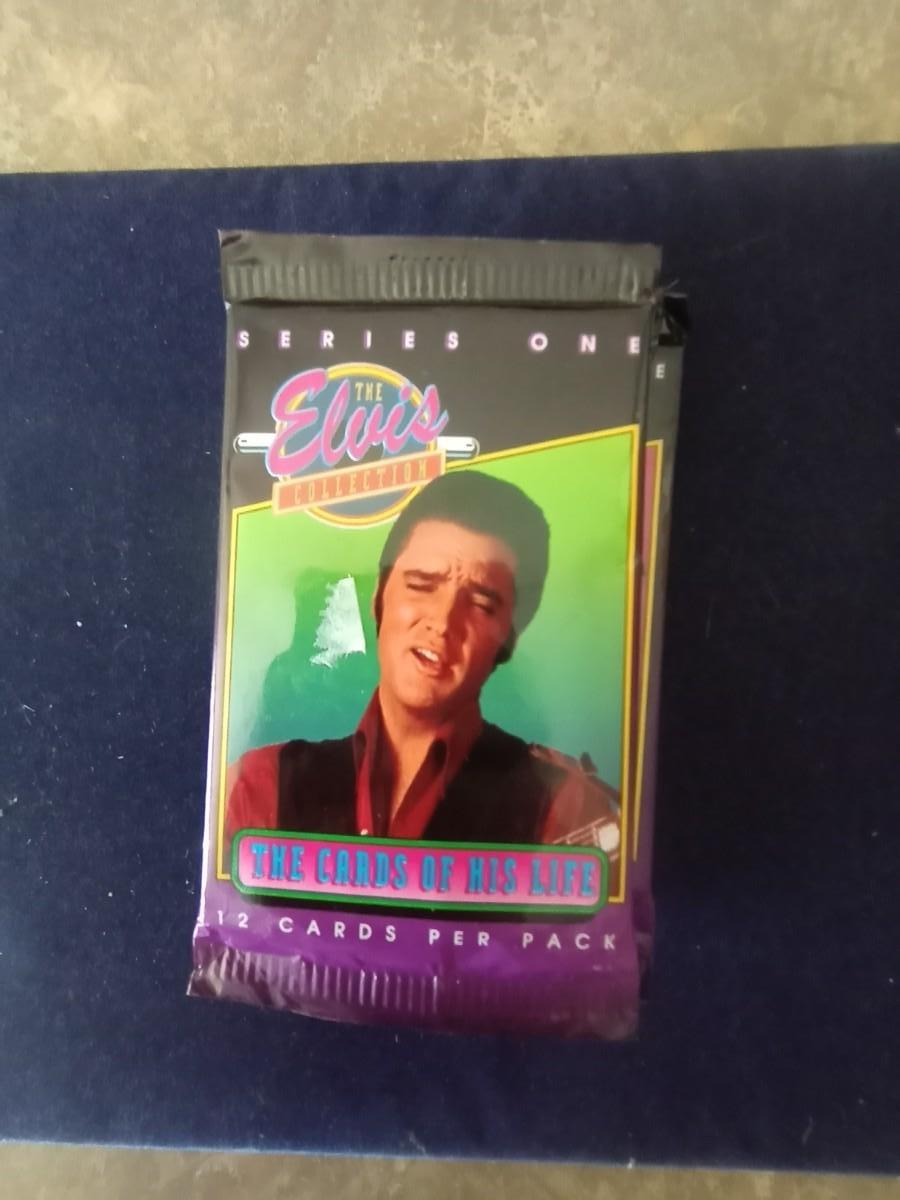 SERIES ONE
E
THE
Elvis
COLLECTION
THE CARDS OF HIS LIFE
12 CARDS PER PACK